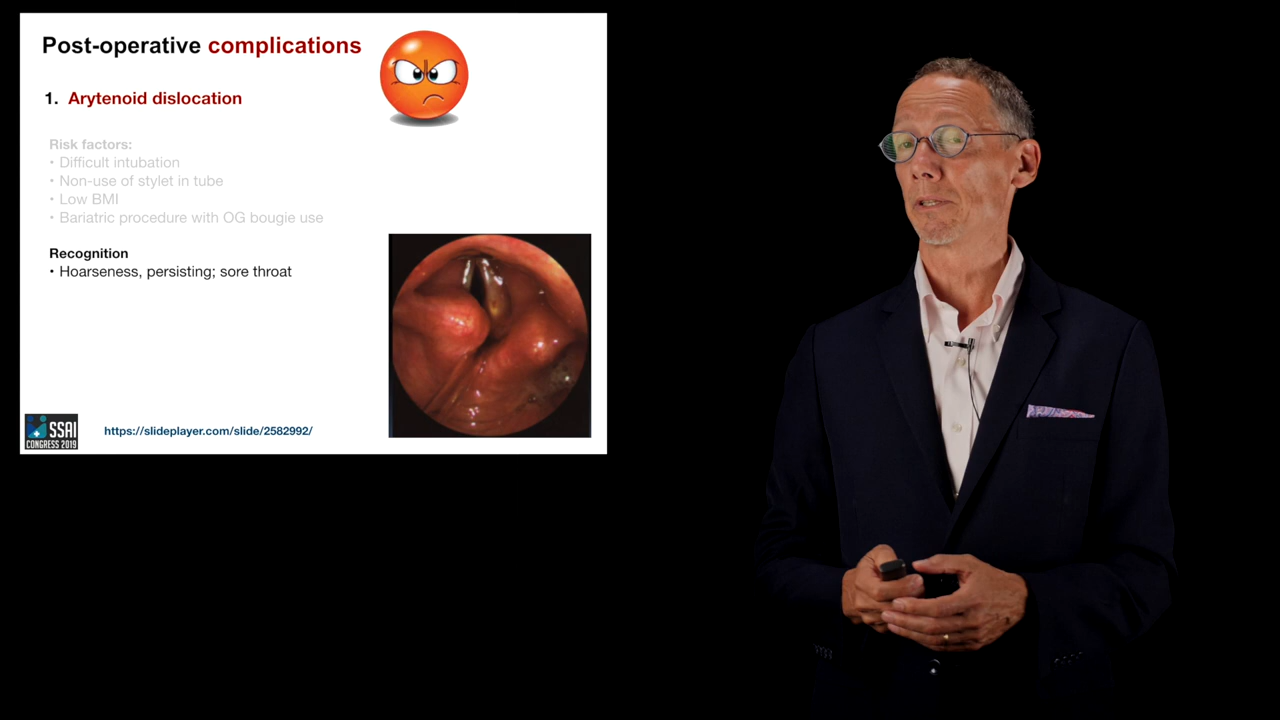 Post-operative complications
1. Arytenoid dislocation
Risk factors:
• Difficult intubation
• Non-use of stylet in tube
• Low BMI
• Bariatric procedure with OG bougie use
Recognition
• Hoarseness, persisting; sore throat
SSAI
CONGRESS 2019
https://slideplayer.com/slide/2582992/